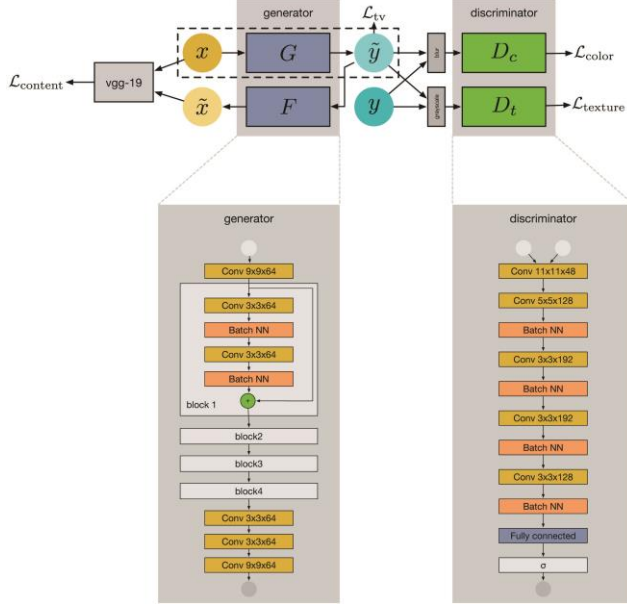 generator
discriminator
ℒtv
x
G
ỹ
blur
Dc
ℒcolor
ℒcontent
vgg-19
x̃
F
y
grayscale
Dt
ℒtexture
generator
Conv 9x9x64
Conv 3x3x64
Batch NN
Conv 3x3x64
Batch NN
+
block 1
block2
block3
block4
Conv 3x3x64
Conv 3x3x64
Conv 9x9x64
discriminator
Conv 11x11x48
Conv 5x5x128
Batch NN
Conv 3x3x192
Batch NN
Conv 3x3x192
Batch NN
Conv 3x3x128
Batch NN
Fully connected
σ